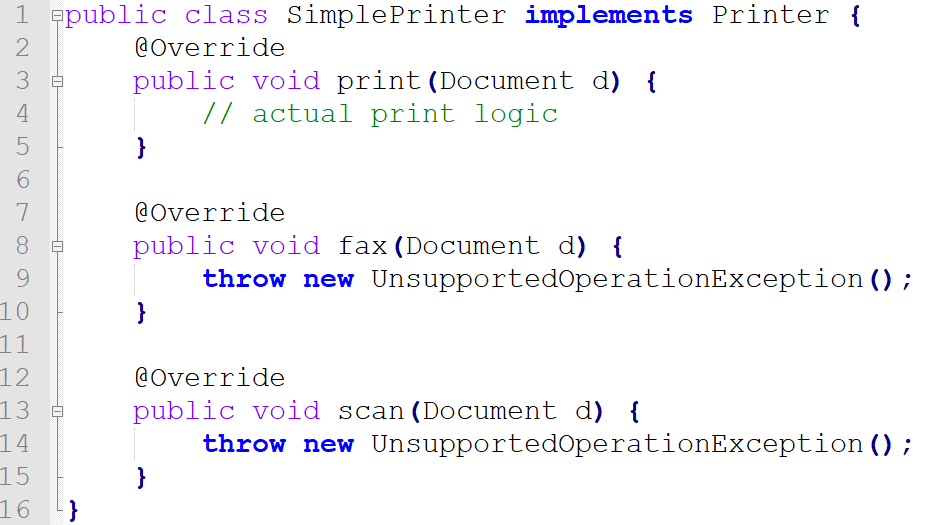 1 public class SimplePrinter implements Printer {
2 @Override
3 public void print(Document d) {
4 // actual print logic
5 }
6
7 @Override
8 public void fax(Document d) {
9 throw new UnsupportedOperationException();
10 }
11
12 @Override
13 public void scan(Document d) {
14 throw new UnsupportedOperationException();
15 }
16 }